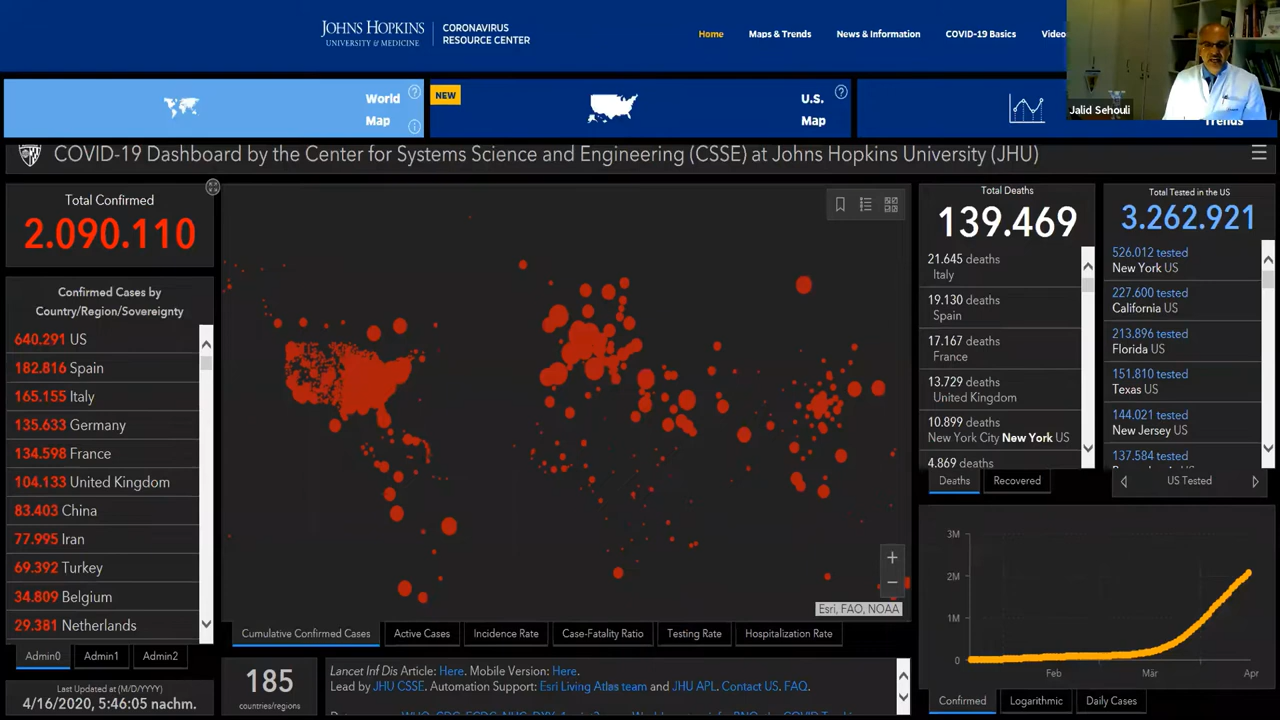 JOHNS HOPKINS
UNIVERSITY & MEDICINE
CORONAVIRUS
RESOURCE CENTER
Home
Maps & Trends
News & Information
COVID-19 Basics
Video
Jalid Sehouli
World
Map
NEW
U.S.
Map
Trends
COVID-19 Dashboard by the Center for Systems Science and Engineering (CSSE) at Johns Hopkins University (JHU)
Total Confirmed
2.090.110
Confirmed Cases by
Country/Region/Sovereignty
640.291 US
182.816 Spain
165.155 Italy
135.633 Germany
134.598 France
104.133 United Kingdom
83.403 China
77.995 Iran
69.392 Turkey
34.809 Belgium
29.381 Netherlands
Admin0
Admin1
Admin2
Last Updated at (M/D/YYYY)
4/16/2020, 5:46:05 nachm.
Esri, FAO, NOAA
Cumulative Confirmed Cases
Active Cases
Incidence Rate
Case-Fatality Ratio
Testing Rate
Hospitalization Rate
185
countries/regions
Lancet Inf Dis Article: Here. Mobile Version: Here.
Lead by JHU CSSE. Automation Support: Esri Living Atlas team and JHU APL. Contact US. FAQ.
Total Deaths
139.469
21.645 deaths
Italy
19.130 deaths
Spain
17.167 deaths
France
13.729 deaths
United Kingdom
10.899 deaths
New York City New York US
4.869 deaths
Deaths
Recovered
Total Tested in the US
3.262.921
526.012 tested
New York US
227.600 tested
California US
213.896 tested
Florida US
151.810 tested
Texas US
144.021 tested
New Jersey US
137.584 tested
US Tested
3M
2M
1M
0
Feb
Mär
Apr
Confirmed
Logarithmic
Daily Cases